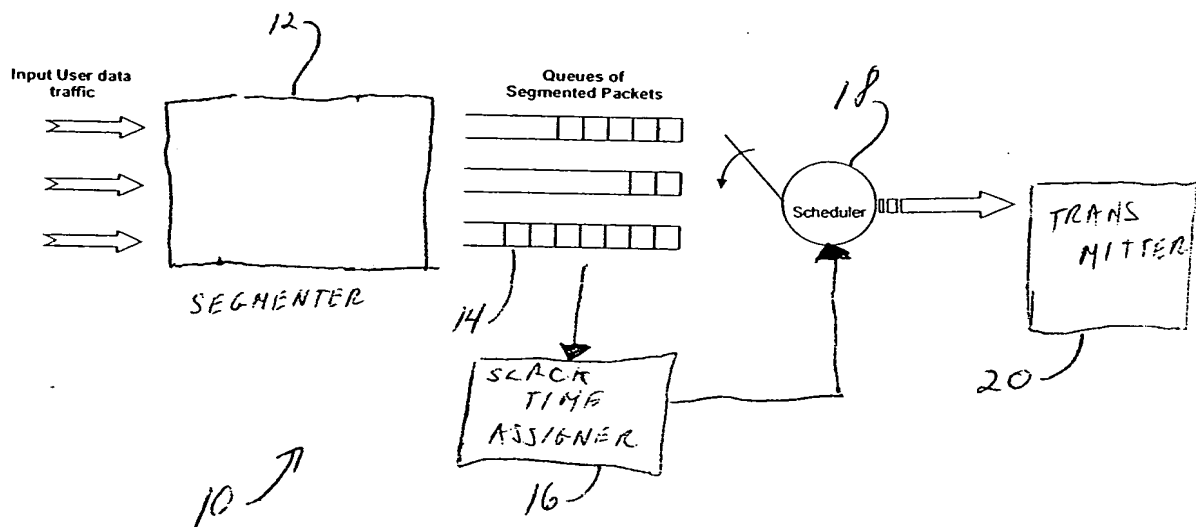 12
Input User data
traffic
Queues of
Segmented Packets
18
Scheduler
TRANS
MITTER
SEGMENTER
14
SLACK
TIME
ASSIGNER
20
10
16